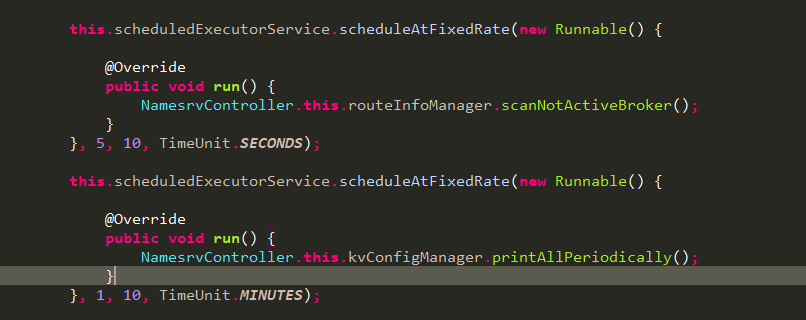 this.scheduledExecutorService.scheduleAtFixedRate(new Runnable() {
@Override
public void run() {
NamesrvController.this.routeInfoManager.scanNotActiveBroker();
}
}, 5, 10, TimeUnit.SECONDS);
this.scheduledExecutorService.scheduleAtFixedRate(new Runnable() {
@Override
public void run() {
NamesrvController.this.kvConfigManager.printAllPeriodically();
}
}, 1, 10, TimeUnit.MINUTES);